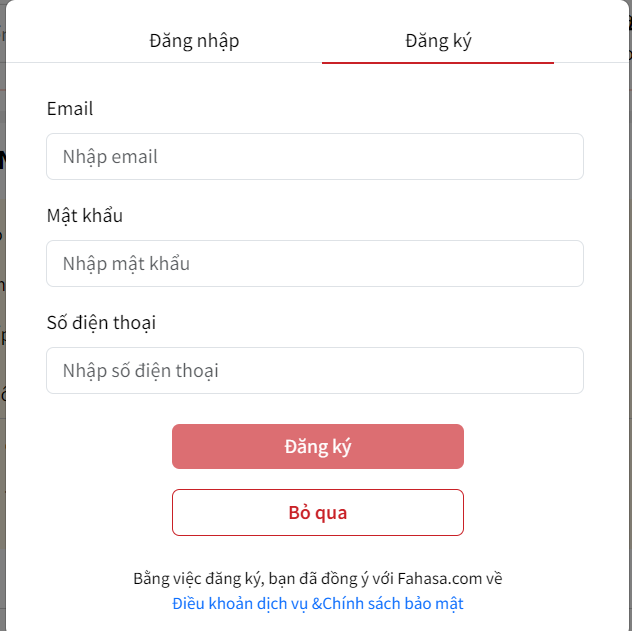 Đăng nhập Đăng ký
Email
Nhập email
Mật khẩu
Nhập mật khẩu
Số điện thoại
Nhập số điện thoại
Đăng ký
Bỏ qua
Bằng việc đăng ký, bạn đã đồng ý với Fahasa.com về
Điều khoản dịch vụ &Chính sách bảo mật